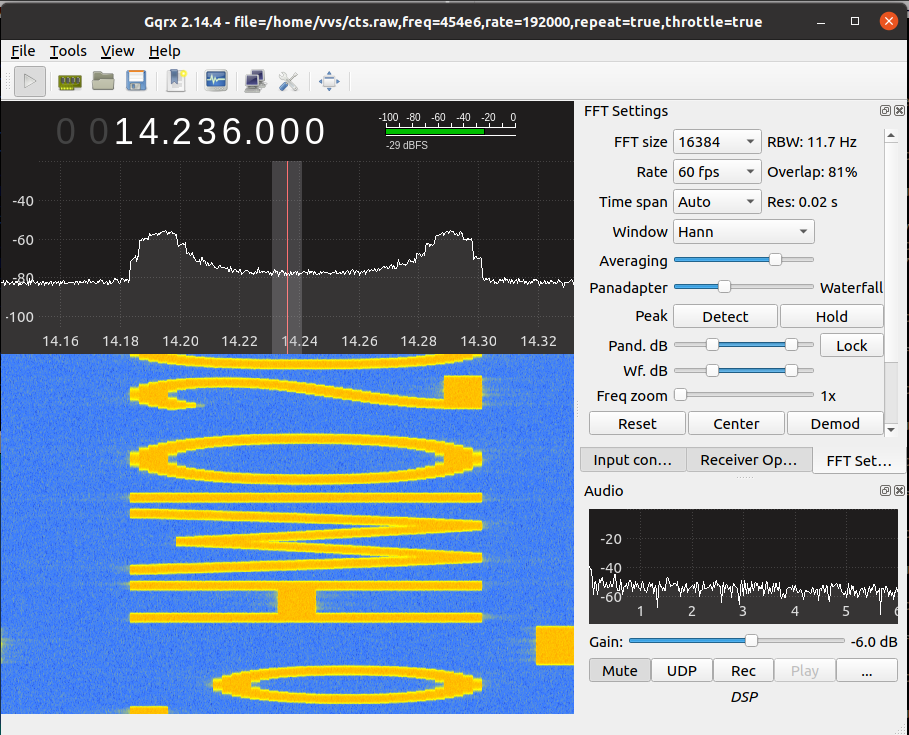 Gqrx 2.14.4 - file=/home/vvs/cts.raw,freq=454e6,rate=192000,repeat=true,throttle=true
File Tools View Help
0 014.236.000
-100 -80 -60 -40 -20 0
-29 dBFS
-40
-60
-80
-100
14.16 14.18 14.20 14.22 14.24 14.26 14.28 14.30 14.32
FFT Settings
FFT size 16384 RBW: 11.7 Hz
Rate 60 fps Overlap: 81%
Time span Auto Res: 0.02 s
Window Hann
Averaging
Panadapter Waterfall
Peak Detect Hold
Pand. dB Lock
Wf. dB
Freq zoom 1x
Reset Center Demod
Input con... Receiver Op... FFT Set...
Audio
-20
-40
-60
1 2 3 4 5 6
Gain: -6.0 dB
Mute UDP Rec Play ...
DSP